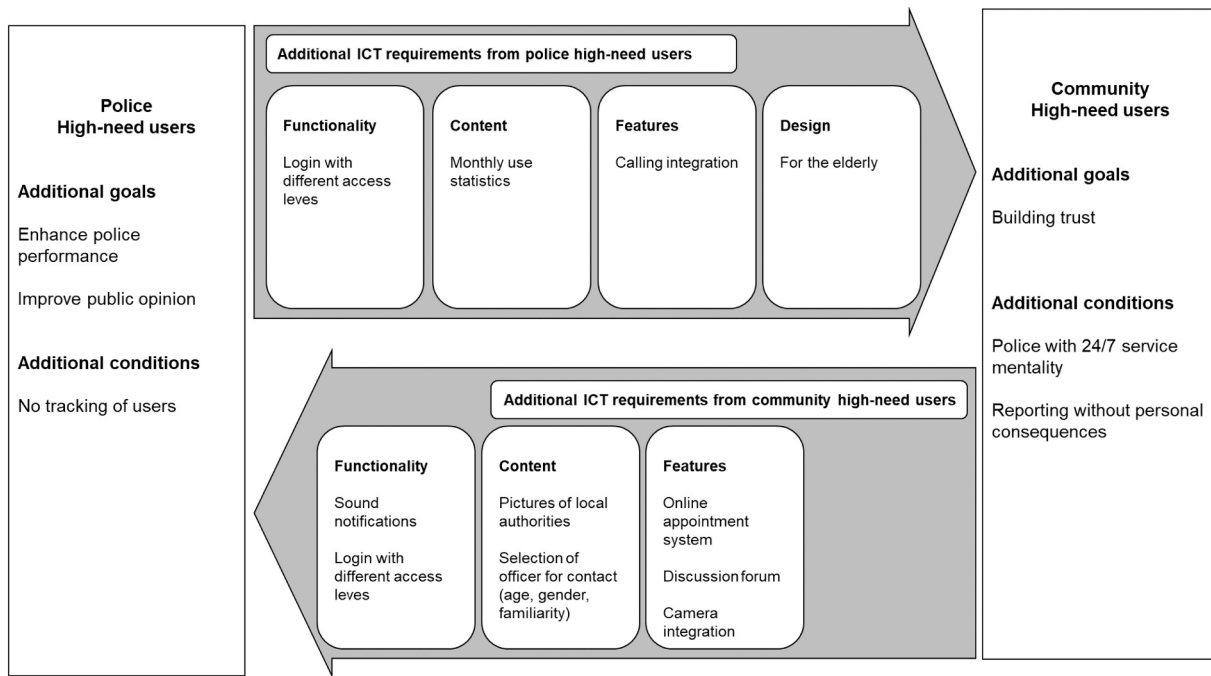 Police
High-need users
Additional goals
Enhance police
performance
Improve public opinion
Additional conditions
No tracking of users
Additional ICT requirements from police high-need users
Functionality
Login with
different access
leves
Content
Monthly use
statistics
Features
Calling integration
Design
For the elderly
Additional ICT requirements from community high-need users
Functionality
Sound
notifications
Login with
different access
leves
Content
Pictures of local
authorities
Selection of
officer for contact
(age, gender,
familiarity)
Features
Online
appointment
system
Discussion forum
Camera
integration
Community
High-need users
Additional goals
Building trust
Additional conditions
Police with 24/7 service
mentality
Reporting without personal
consequences